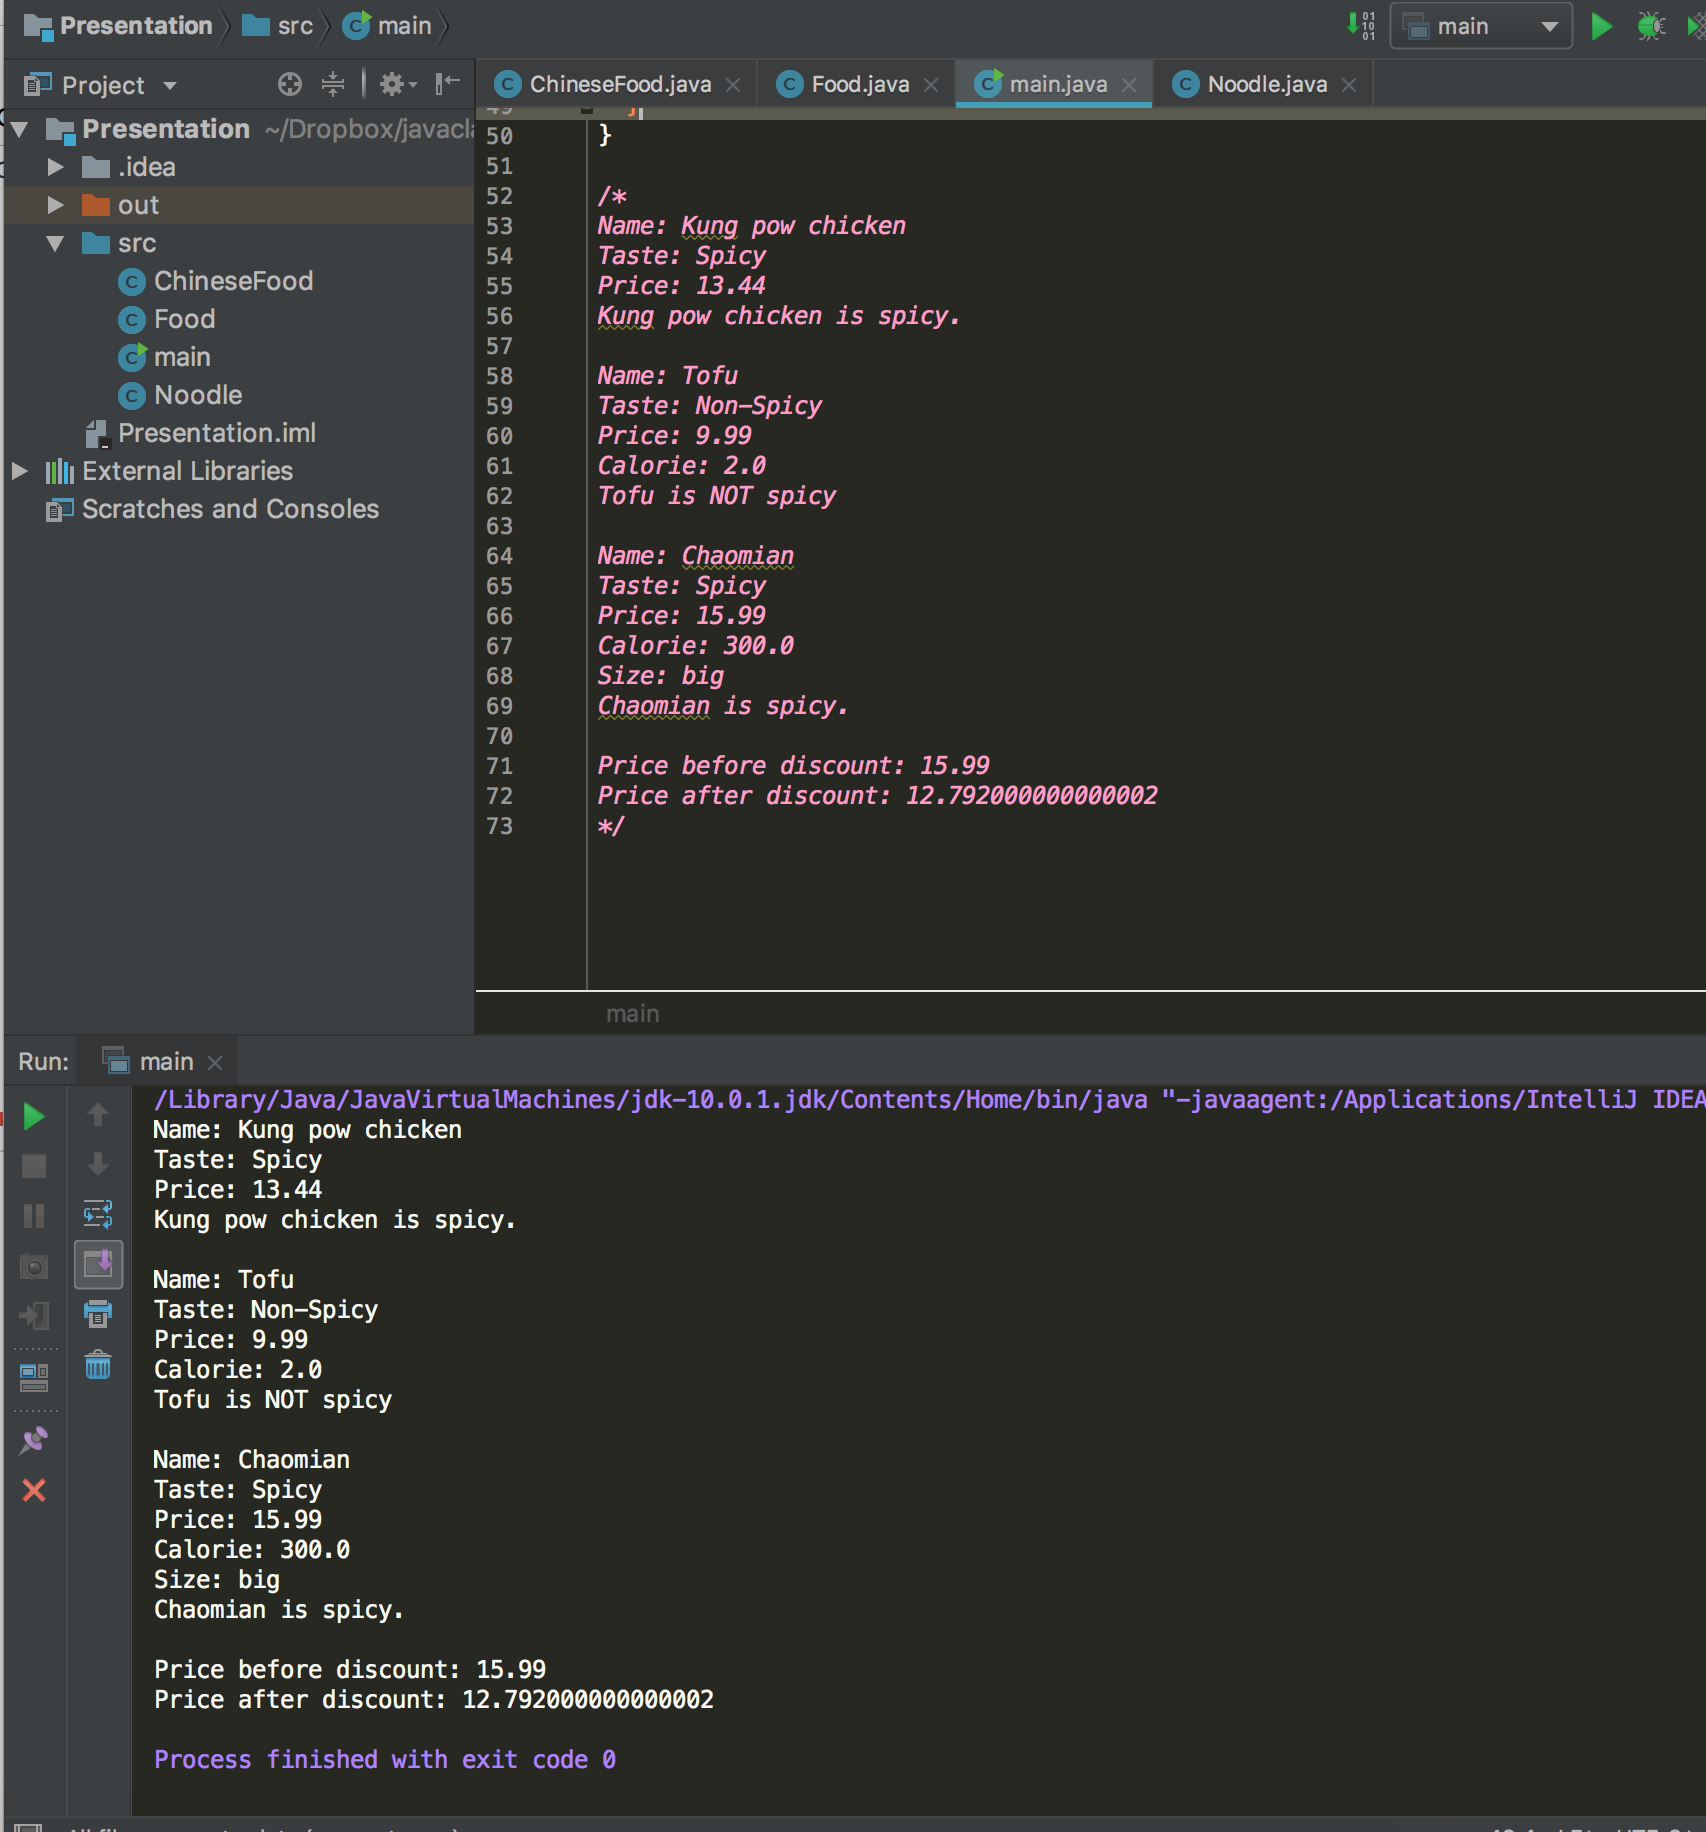 Presentation src main
01
10
01
main
Project
ChineseFood.java Food.java main.java Noodle.java
Presentation ~/Dropbox/javacla
.idea
out
src
ChineseFood
Food
main
Noodle
Presentation.iml
External Libraries
Scratches and Consoles
49 }
50 }
51
52 /*
53 Name: Kung pow chicken
54 Taste: Spicy
55 Price: 13.44
56 Kung pow chicken is spicy.
57
58 Name: Tofu
59 Taste: Non-Spicy
60 Price: 9.99
61 Calorie: 2.0
62 Tofu is NOT spicy
63
64 Name: Chaomian
65 Taste: Spicy
66 Price: 15.99
67 Calorie: 300.0
68 Size: big
69 Chaomian is spicy.
70
71 Price before discount: 15.99
72 Price after discount: 12.792000000000002
73 */
main
Run: main
/Library/Java/JavaVirtualMachines/jdk-10.0.1.jdk/Contents/Home/bin/java "-javaagent:/Applications/IntelliJ IDEA
Name: Kung pow chicken
Taste: Spicy
Price: 13.44
Kung pow chicken is spicy.
Name: Tofu
Taste: Non-Spicy
Price: 9.99
Calorie: 2.0
Tofu is NOT spicy
Name: Chaomian
Taste: Spicy
Price: 15.99
Calorie: 300.0
Size: big
Chaomian is spicy.
Price before discount: 15.99
Price after discount: 12.792000000000002
Process finished with exit code 0